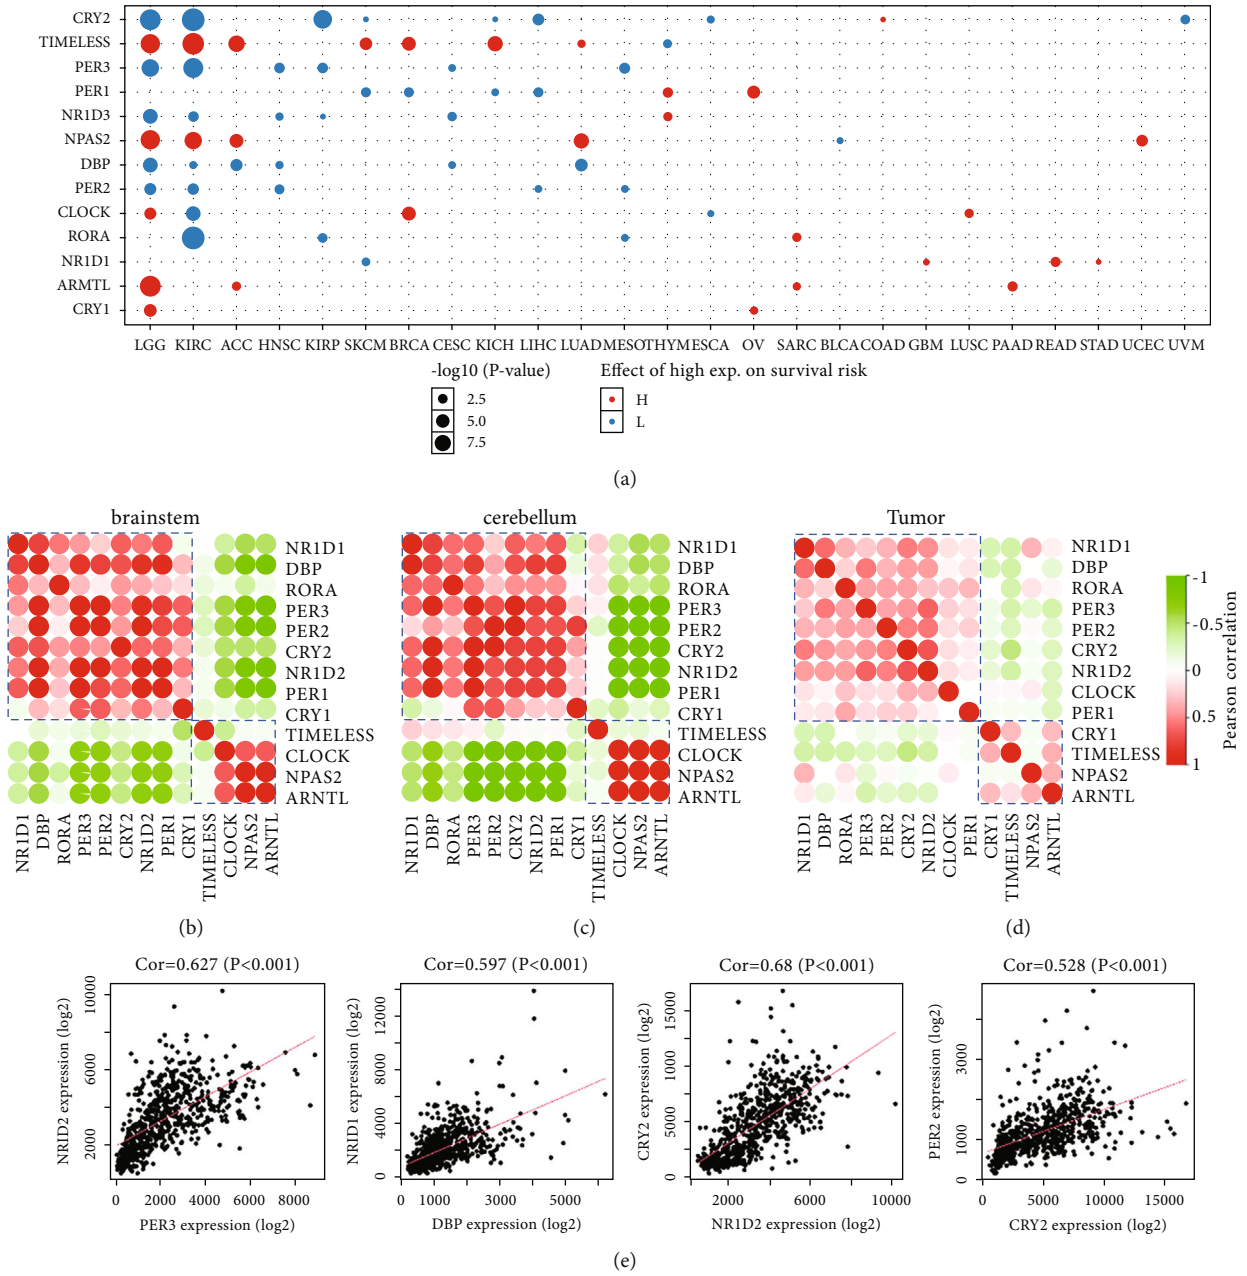 CRY2
TIMELESS
PER3
PER1
NR1D3
NPAS2
DBP
PER2
CLOCK
RORA
NR1D1
ARMTL
CRY1
LGG KIRC ACC HNSC KIRP SKCM BRCA CESC KICH LIHC LUAD MESO THYM ESCA OV SARC BLCA COAD GBM LUSC PAAD READ STAD UCEC UVM
-log10 (P-value)
2.5
5.0
7.5
Effect of high exp. on survival risk
H
L
(a)
brainstem
NR1D1
DBP
RORA
PER3
PER2
CRY2
NR1D2
PER1
CRY1
TIMELESS
CLOCK
NPAS2
ARNTL
NR1D1 DBP RORA PER3 PER2 CRY2 NR1D2 PER1 CRY1 TIMELESS CLOCK NPAS2 ARNTL
(b)
cerebellum
NR1D1
DBP
RORA
PER3
PER2
CRY2
NR1D2
PER1
CRY1
TIMELESS
CLOCK
NPAS2
ARNTL
NR1D1 DBP RORA PER3 PER2 CRY2 NR1D2 PER1 CRY1 TIMELESS CLOCK NPAS2 ARNTL
(c)
Tumor
NR1D1
DBP
RORA
PER3
PER2
CRY2
NR1D2
CLOCK
PER1
CRY1
TIMELESS
NPAS2
ARNTL
NR1D1 DBP RORA PER3 PER2 CRY2 NR1D2 CLOCK PER1 CRY1 TIMELESS NPAS2 ARNTL
(d)
-1
-0.5
0
0.5
1
Pearson correlation
Cor=0.627 (P<0.001)
NRID2 expression (log2)
2000 6000 10000
0 2000 4000 6000 8000
PER3 expression (log2)
Cor=0.597 (P<0.001)
NRID1 expression (log2)
0 4000 8000 12000
0 1000 3000 5000
DBP expression (log2)
Cor=0.68 (P<0.001)
CRY2 expression (log2)
0 5000 1000 15000
2000 4000 6000 8000 10000
NR1D2 expression (log2)
Cor=0.528 (P<0.001)
PER2 expression (log2)
0 1000 3000
0 5000 10000 15000
CRY2 expression (log2)
(e)